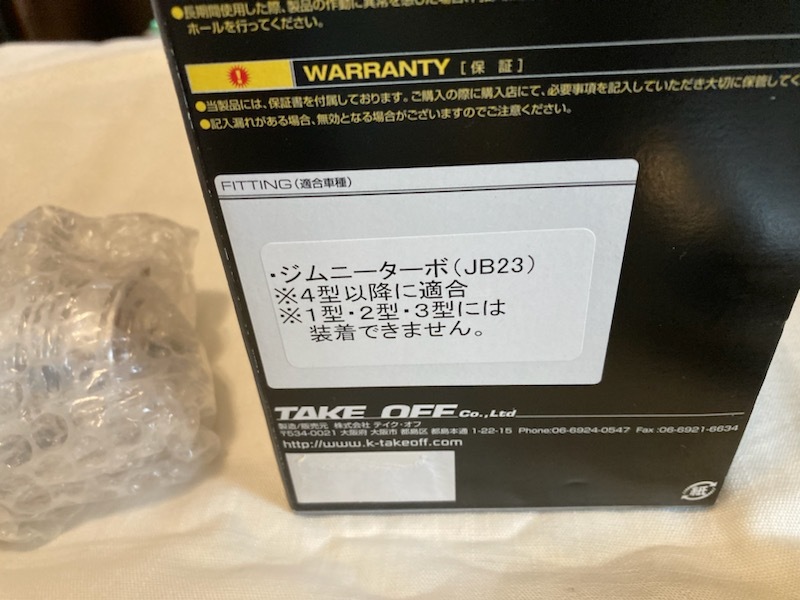 ●長期間使用した際、製品の作動に異常を感じた場合、
ホールを行ってください。
WARRANTY [保証]
●当製品には、保証書を付属しております。ご購入の際に購入店にて、必要事項を記入していただき大切に保管してく
●記入漏れがある場合、無効となる場合がございますのでご注意ください。
FITTING(適合車種)
・ジムニーターボ(JB23)
※4型以降に適合
※1型・2型・3型には
装着できません。
TAKE OFF Co.,Ltd
製造/販売元 株式会社 テイク・オフ
〒534-0021 大阪府 大阪市 都島区 都島本通 1-22-15 Phone:06-6924-0547 Fax:06-6921-6634
http://www.k-takeoff.com
紙